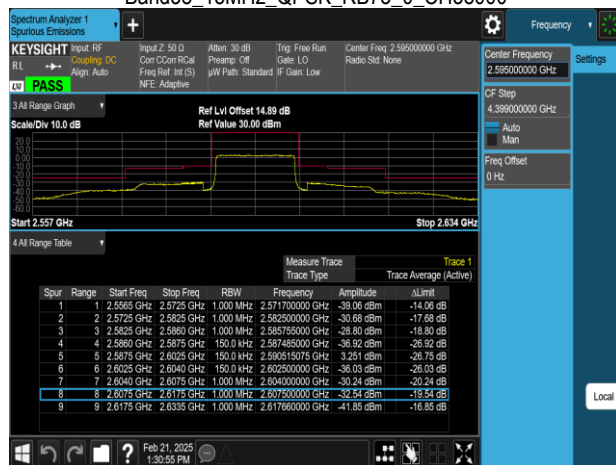 Spectrum Analyzer 1
Spurious Emissions
Frequency
KEYSIGHT
RL
Input: RF
Coupling: DC
Align: Auto
Input Z: 50 Ω
Corr CCorr RCal
Freq Ref: Int (S)
NFE: Adaptive
Atten: 30 dB
Preamp: Off
µW Path: Standard
Trig: Free Run
Gate: LO
IF Gain: Low
Center Freq: 2.595000000 GHz
Radio Std: None
LXI PASS
Center Frequency
2.595000000 GHz
Settings
CF Step
4.399000000 GHz
Auto
Man
Freq Offset
0 Hz
Local
3 All Range Graph
Scale/Div 10.0 dB
Ref Lvl Offset 14.89 dB
Ref Value 30.00 dBm
20.0
10.0
0.00
-10.0
-20.0
-30.0
-40.0
-50.0
-60.0
Start 2.557 GHz
Stop 2.634 GHz
4 All Range Table
Measure Trace Trace 1
Trace Type Trace Average (Active)
Spur Range Start Freq Stop Freq RBW Frequency Amplitude ΔLimit
1 1 2.5565 GHz 2.5725 GHz 1.000 MHz 2.571700000 GHz -39.06 dBm -14.06 dB
2 2 2.5725 GHz 2.5825 GHz 1.000 MHz 2.582500000 GHz -30.68 dBm -17.68 dB
3 3 2.5825 GHz 2.5860 GHz 1.000 MHz 2.585755000 GHz -28.80 dBm -18.80 dB
4 4 2.5860 GHz 2.5875 GHz 150.0 kHz 2.587485000 GHz -36.92 dBm -26.92 dB
5 5 2.5875 GHz 2.6025 GHz 150.0 kHz 2.590515075 GHz 3.251 dBm -26.75 dB
6 6 2.6025 GHz 2.6040 GHz 150.0 kHz 2.602500000 GHz -36.03 dBm -26.03 dB
7 7 2.6040 GHz 2.6075 GHz 1.000 MHz 2.604000000 GHz -30.24 dBm -20.24 dB
8 8 2.6075 GHz 2.6175 GHz 1.000 MHz 2.607500000 GHz -32.54 dBm -19.54 dB
9 9 2.6175 GHz 2.6335 GHz 1.000 MHz 2.617660000 GHz -41.85 dBm -16.85 dB
Feb 21, 2025
1:30:55 PM